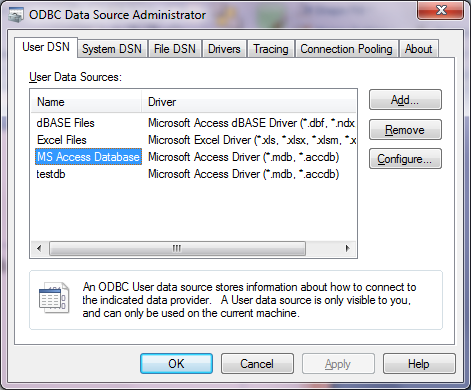 ODBC Data Source Administrator
User DSN System DSN File DSN Drivers Tracing Connection Pooling About
User Data Sources:
Name Driver
dBASE Files Microsoft Access dBASE Driver (*.dbf, *.ndx
Excel Files Microsoft Excel Driver (*.xls, *.xlsx, *.xlsm, *.x
MS Access Database Microsoft Access Driver (*.mdb, *.accdb)
testdb Microsoft Access Driver (*.mdb, *.accdb)
Add...
Remove
Configure...
An ODBC User data source stores information about how to connect to
the indicated data provider. A User data source is only visible to you,
and can only be used on the current machine.
OK Cancel Apply Help